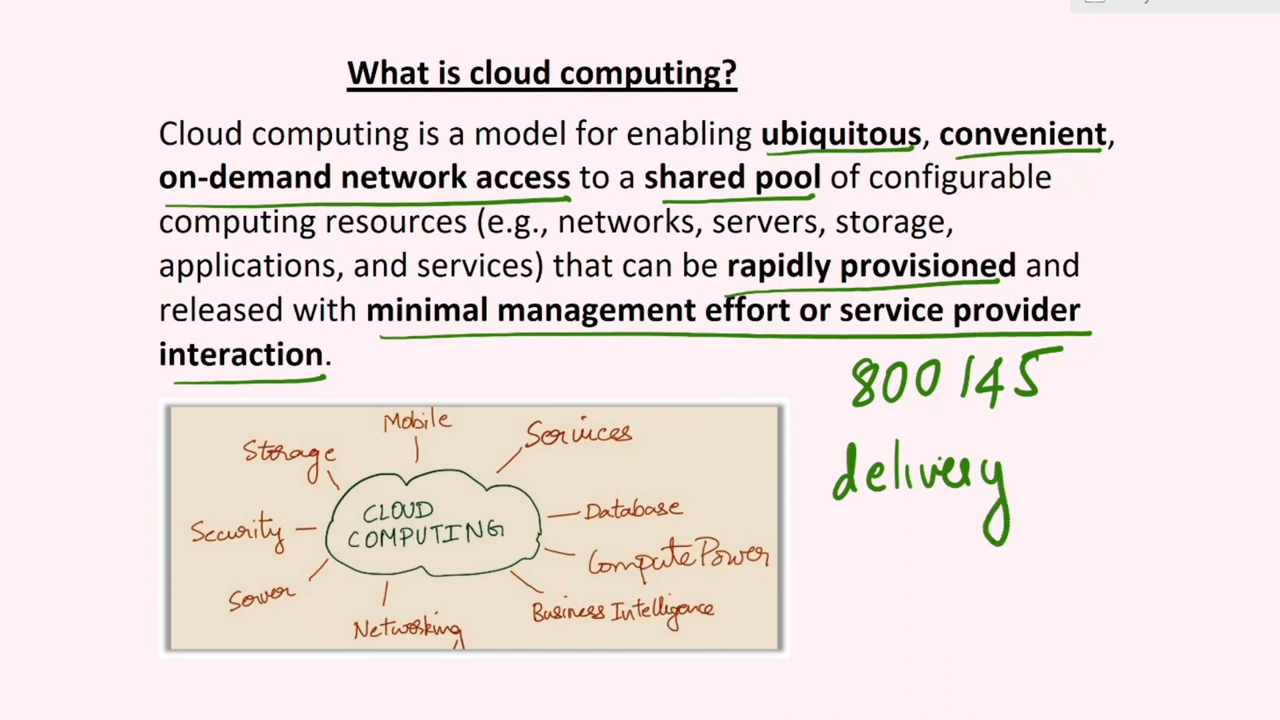 What is cloud computing?
Cloud computing is a model for enabling ubiquitous, convenient,
on-demand network access to a shared pool of configurable
computing resources (e.g., networks, servers, storage,
applications, and services) that can be rapidly provisioned and
released with minimal management effort or service provider
interaction.
800145
delivery
Mobile
Storage
Services
Security
CLOUD
COMPUTING
Database
Compute Power
Server
Business Intelligence
Networking